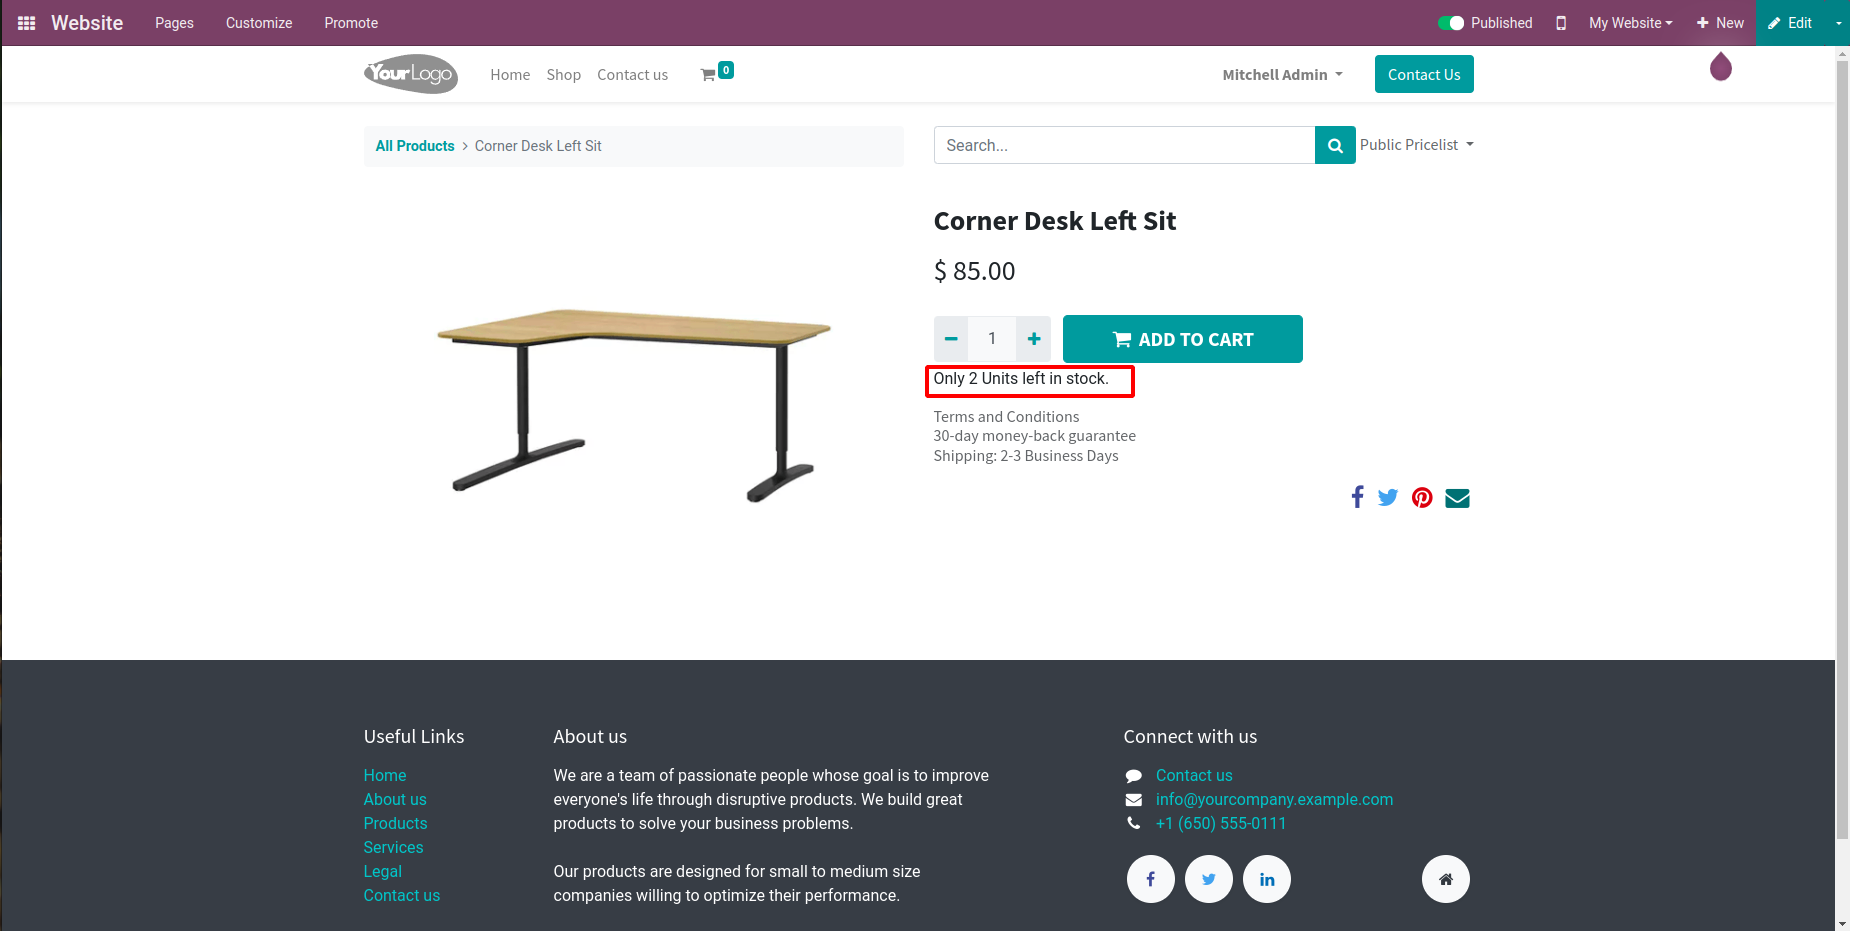 Website Pages Customize Promote Published My Website New Edit
YourLogo Home Shop Contact us 0 Mitchell Admin Contact Us
All Products > Corner Desk Left Sit
Search... Public Pricelist
Corner Desk Left Sit
$ 85.00
1 ADD TO CART
Only 2 Units left in stock.
Terms and Conditions
30-day money-back guarantee
Shipping: 2-3 Business Days
Useful Links
Home
About us
Products
Services
Legal
Contact us
About us
We are a team of passionate people whose goal is to improve
everyone's life through disruptive products. We build great
products to solve your business problems.
Our products are designed for small to medium size
companies willing to optimize their performance.
Connect with us
Contact us
info@yourcompany.example.com
+1 (650) 555-0111